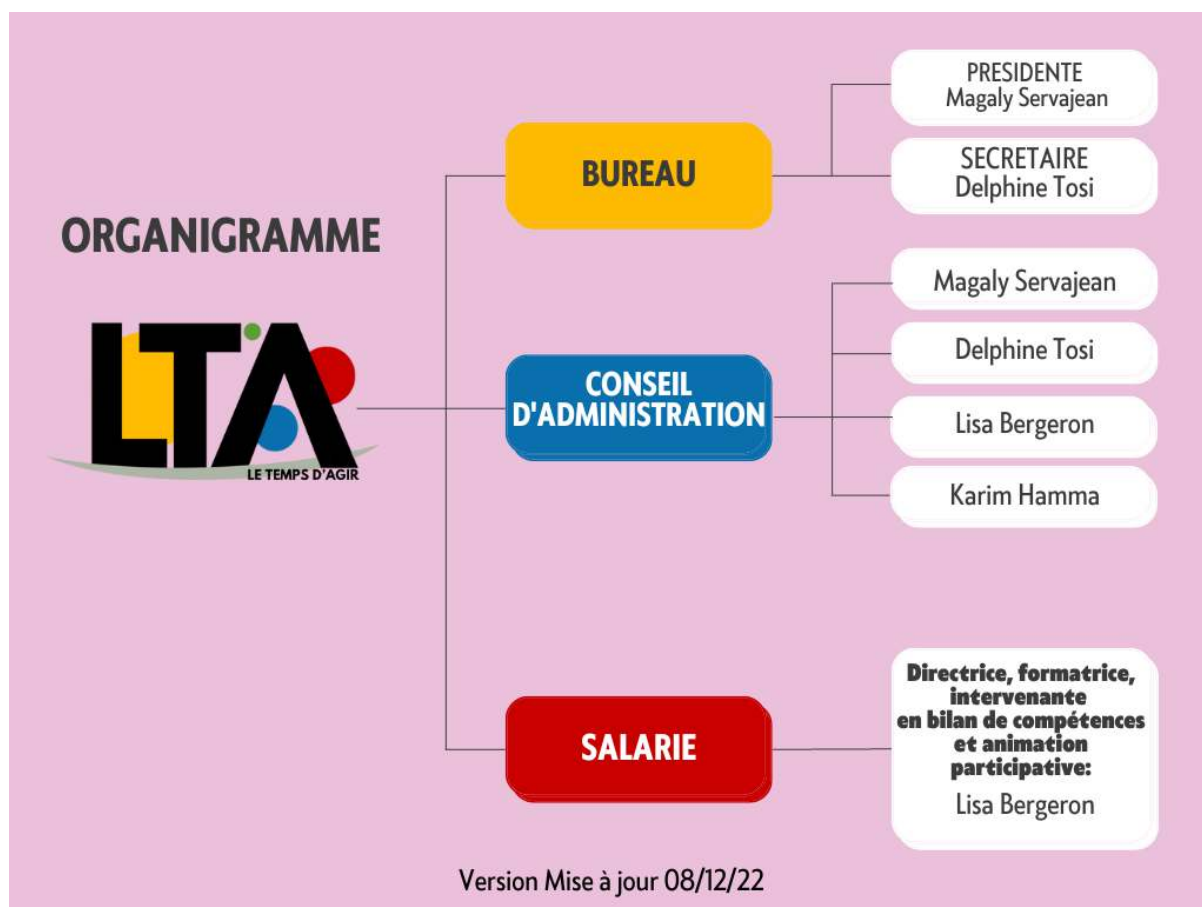 ORGANIGRAMME
LTA
LE TEMPS D'AGIR
BUREAU
PRESIDENTE
Magaly Servajean
SECRETAIRE
Delphine Tosi
CONSEIL
D'ADMINISTRATION
Magaly Servajean
Delphine Tosi
Lisa Bergeron
Karim Hamma
SALARIE
Directrice, formatrice,
intervenante
en bilan de compétences
et animation
participative:
Lisa Bergeron
Version Mise à jour 08/12/22